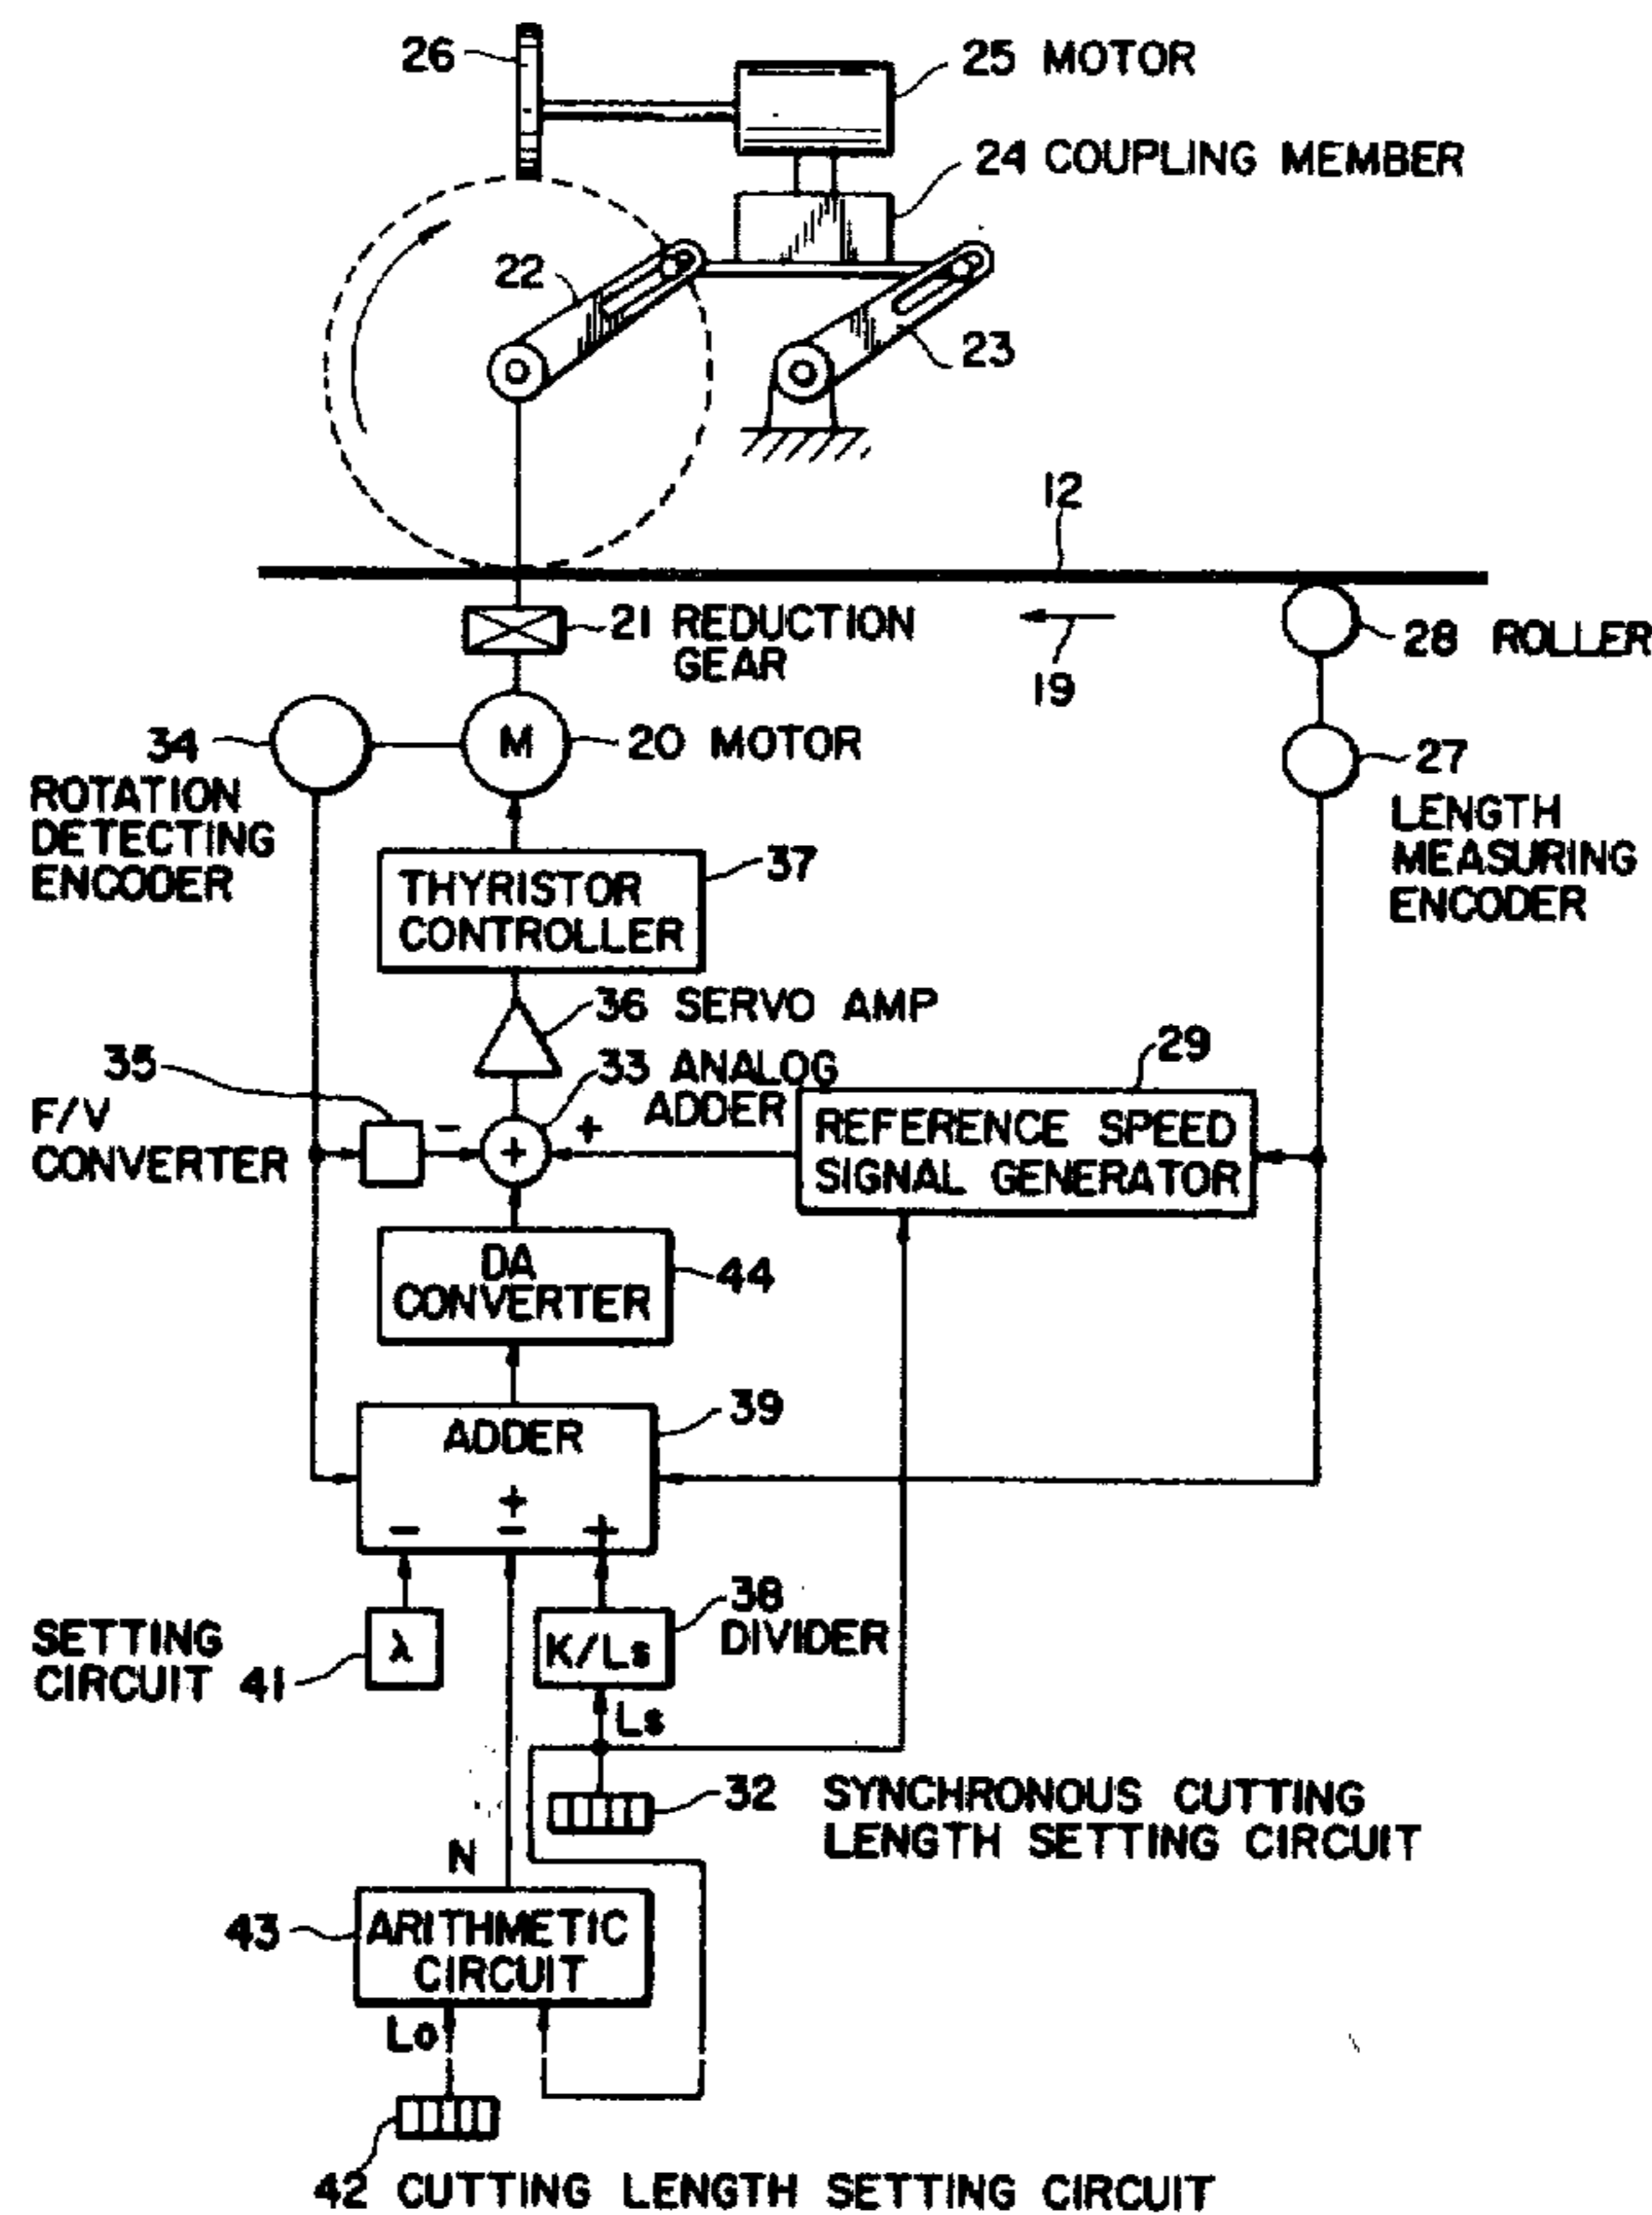 26
25 MOTOR
24 COUPLING MEMBER
22
23
12
21 REDUCTION
GEAR
28 ROLLER
19
34
ROTATION
DETECTING
ENCODER
M
20 MOTOR
27
LENGTH
MEASURING
ENCODER
THYRISTOR
CONTROLLER
37
36 SERVO AMP
35
F/V
CONVERTER
33 ANALOG
ADDER
29
REFERENCE SPEED
SIGNAL GENERATOR
-
+
+
DA
CONVERTER
44
ADDER
39
+
- - +
SETTING
CIRCUIT 41
λ
K/Ls
38
DIVIDER
Ls
32 SYNCHRONOUS CUTTING
LENGTH SETTING CIRCUIT
N
43
ARITHMETIC
CIRCUIT
Lo
42 CUTTING LENGTH SETTING CIRCUIT